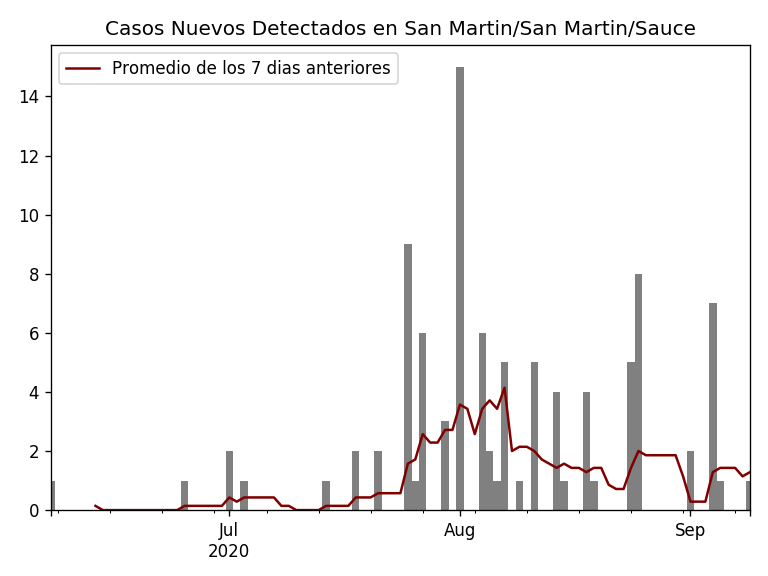 Casos Nuevos Detectados en San Martin/San Martin/Sauce
Promedio de los 7 dias anteriores
14
12
10
8
6
4
2
0
Jul
2020
Aug
Sep